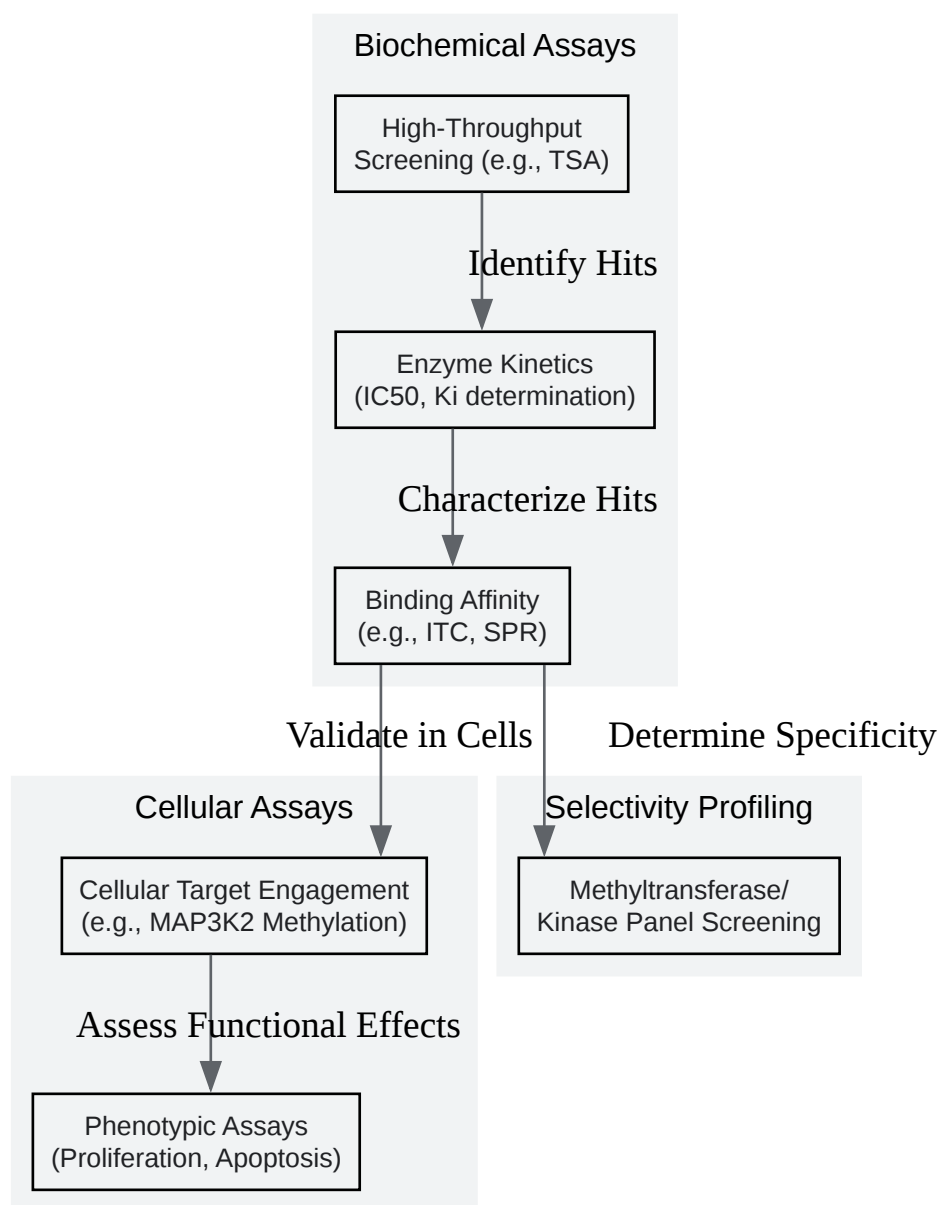 Biochemical Assays
High-Throughput
Screening (e.g., TSA)
Identify Hits
Enzyme Kinetics
(IC50, Ki determination)
Characterize Hits
Binding Affinity
(e.g., ITC, SPR)
Validate in Cells
Determine Specificity
Cellular Assays
Selectivity Profiling
Cellular Target Engagement
(e.g., MAP3K2 Methylation)
Methyltransferase/
Kinase Panel Screening
Assess Functional Effects
Phenotypic Assays
(Proliferation, Apoptosis)